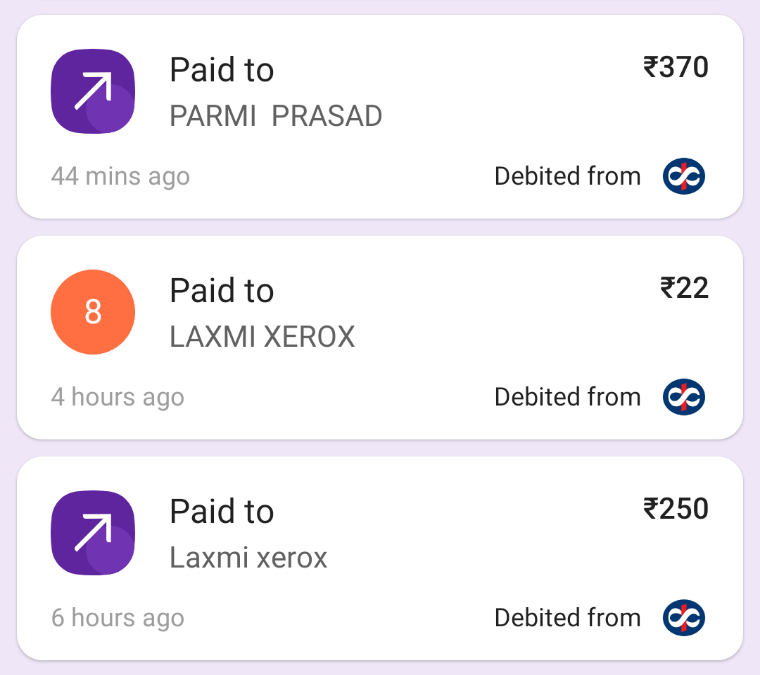 Paid to
₹370
PARMI  PRASAD
44 mins ago
Debited from
8
Paid to
₹22
LAXMI XEROX
4 hours ago
Debited from
Paid to
₹250
Laxmi xerox
6 hours ago
Debited from